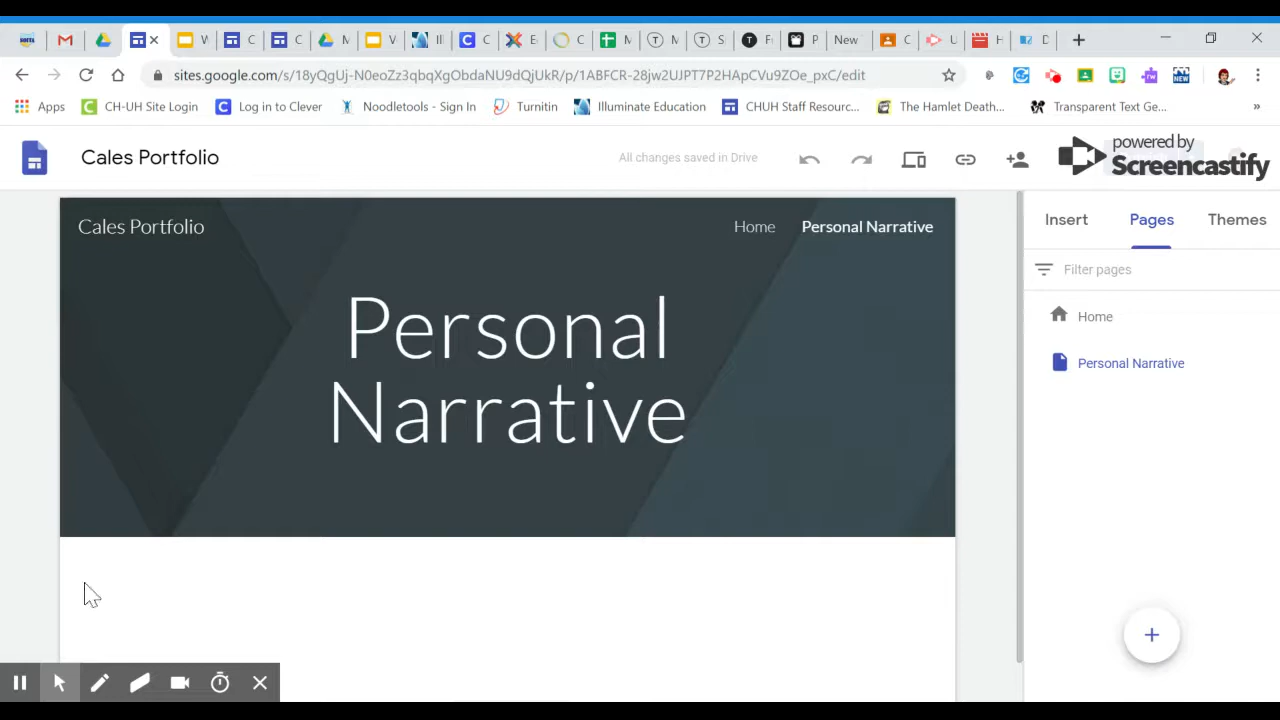 W
C
C
M
V
Il
C
E
C
M
M
S
F
P
New
C
U
H
D
sites.google.com/s/18yQgUj-N0eoZz3qbqXgObdaNU9dQjUkR/p/1ABFCR-28jw2UJPT7P2HApCVu9ZOe_pxC/edit
Apps
CH-UH Site Login
Log in to Clever
Noodletools - Sign In
Turnitin
Illuminate Education
CHUH Staff Resourc...
The Hamlet Death...
Transparent Text Ge...
»
Cales Portfolio
All changes saved in Drive
powered by
Screencastify
Cales Portfolio
Home
Personal Narrative
Personal
Narrative
Insert
Pages
Themes
Filter pages
Home
Personal Narrative